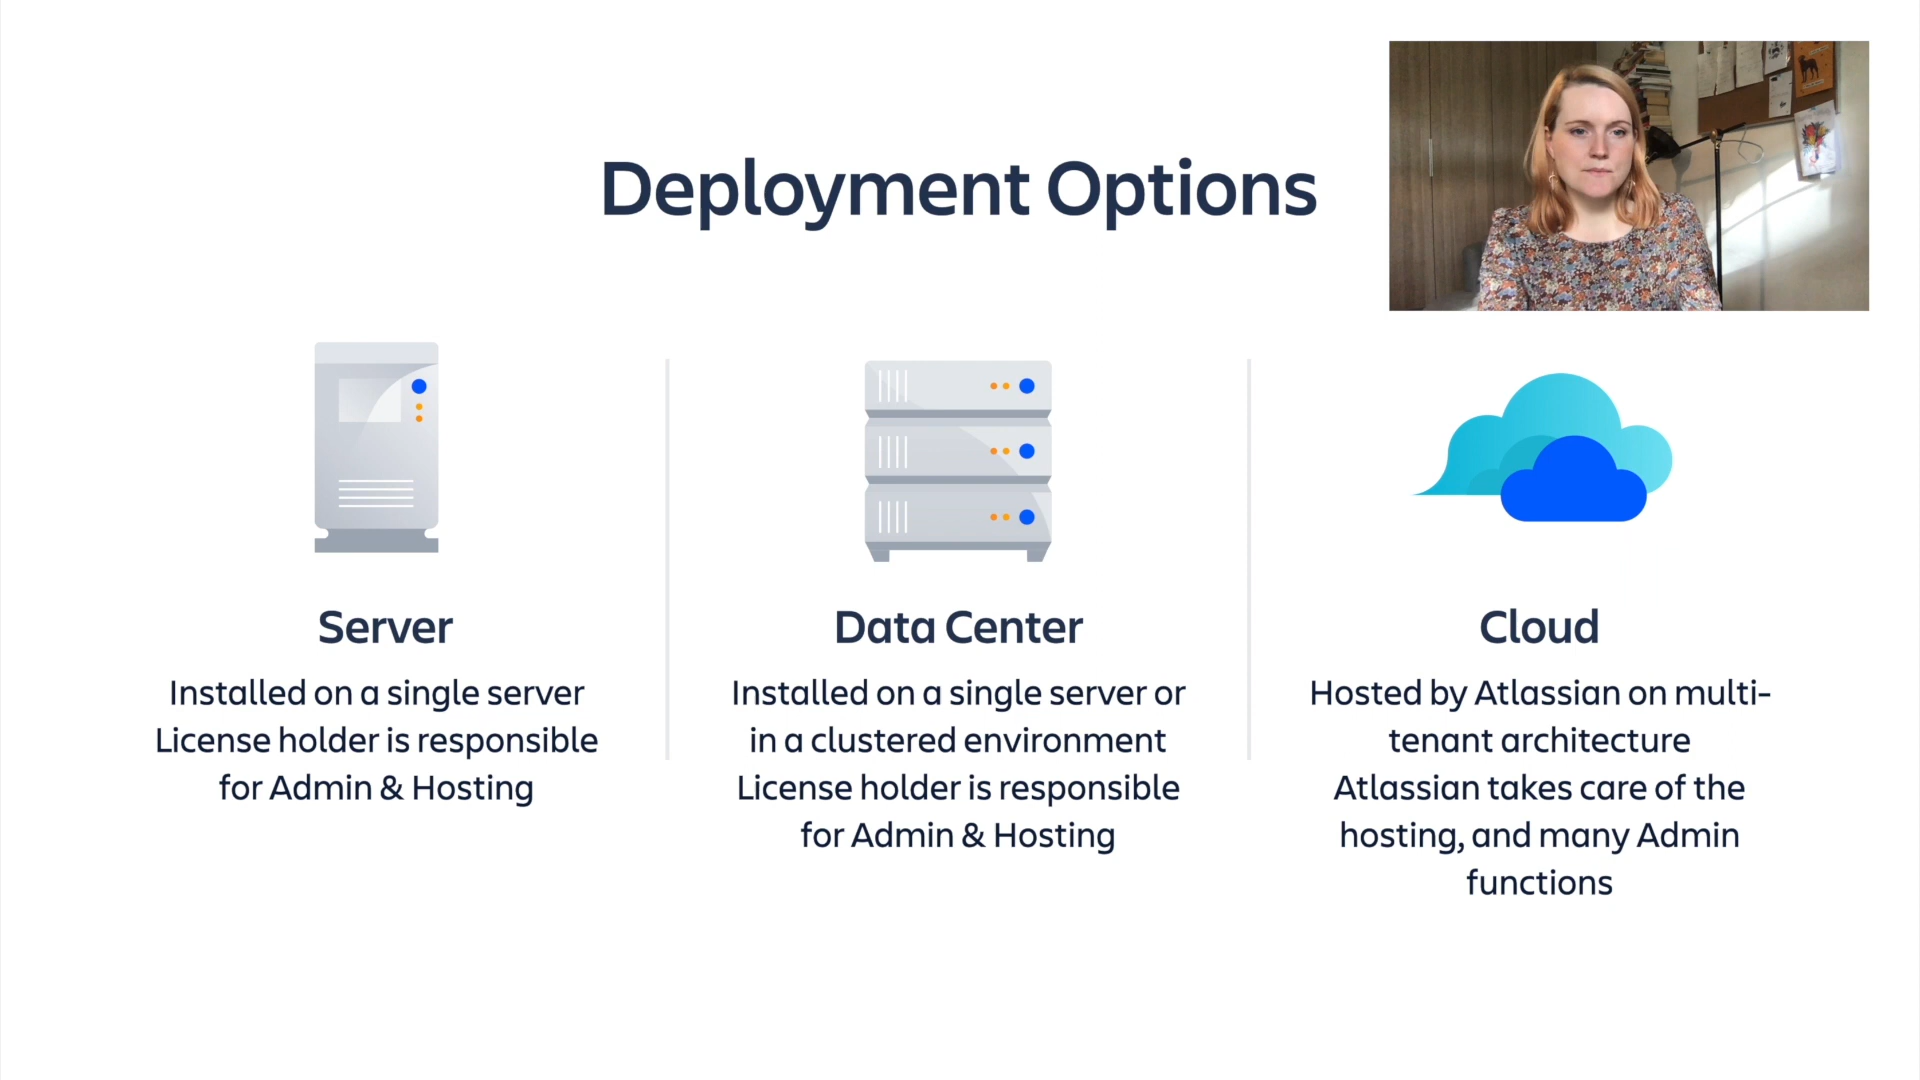 Deployment Options
Server
Installed on a single server
License holder is responsible
for Admin & Hosting
Data Center
Installed on a single server or
in a clustered environment
License holder is responsible
for Admin & Hosting
Cloud
Hosted by Atlassian on multi-
tenant architecture
Atlassian takes care of the
hosting, and many Admin
functions